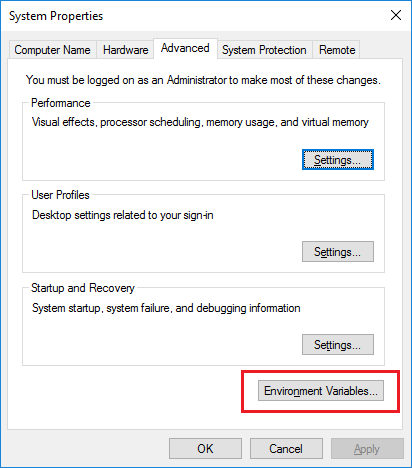 System Properties
Computer Name Hardware Advanced System Protection Remote
You must be logged on as an Administrator to make most of these changes.
Performance
Visual effects, processor scheduling, memory usage, and virtual memory
Settings...
User Profiles
Desktop settings related to your sign-in
Settings...
Startup and Recovery
System startup, system failure, and debugging information
Settings...
Environment Variables...
OK Cancel Apply